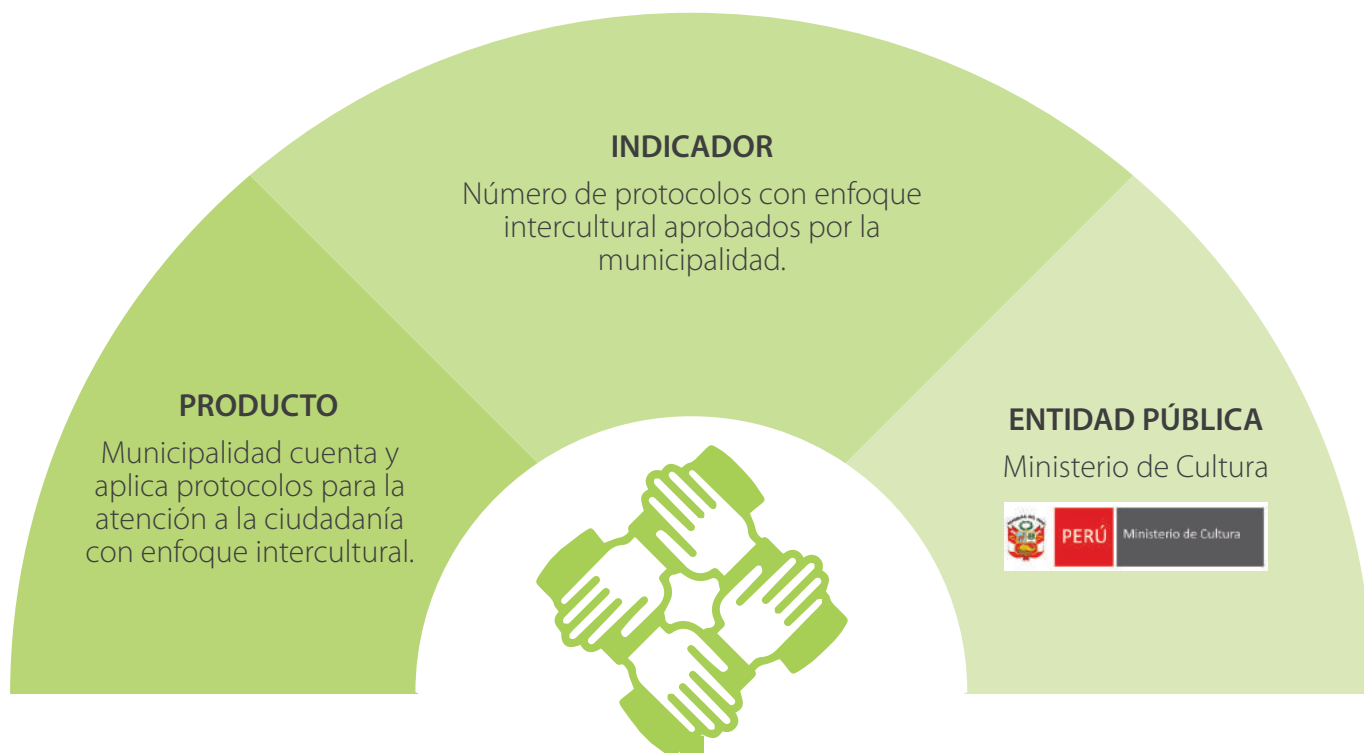 INDICADOR
Número de protocolos con enfoque
intercultural aprobados por la
municipalidad.
PRODUCTO
Municipalidad cuenta y
aplica protocolos para la
atención a la ciudadanía
con enfoque intercultural.
ENTIDAD PÚBLICA
Ministerio de Cultura
PERÚ Ministerio de Cultura